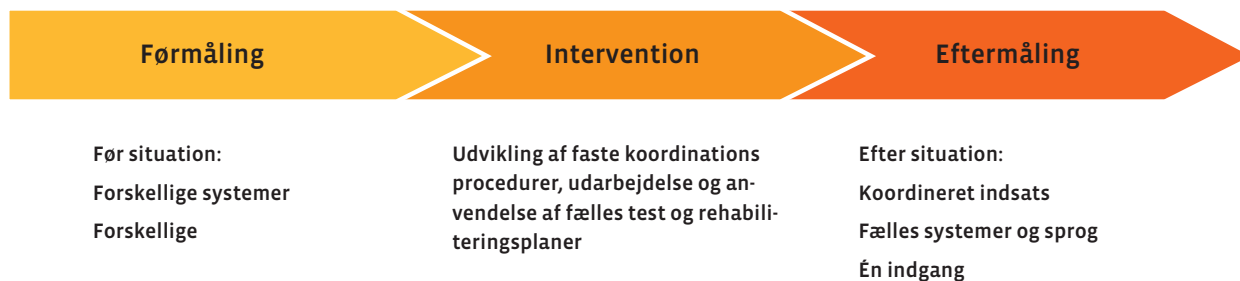 Førmåling
Intervention
Eftermåling
Før situation:
Forskellige systemer
Forskellige
Udvikling af faste koordinations
procedurer, udarbejdelse og an-
vendelse af fælles test og rehabili-
teringsplaner
Efter situation:
Koordineret indsats
Fælles systemer og sprog
Én indgang